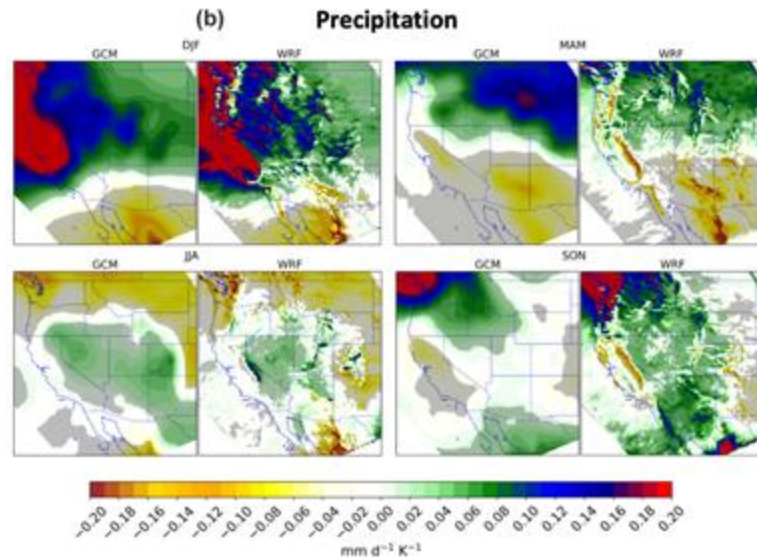 (b) Precipitation
DJF MAM
GCM WRF GCM WRF
JJA SON
GCM WRF GCM WRF
−0.20 −0.18 −0.16 −0.14 −0.12 −0.10 −0.08 −0.06 −0.04 −0.02 0.00 0.02 0.04 0.06 0.08 0.10 0.12 0.14 0.16 0.18 0.20
mm d⁻¹ K⁻¹